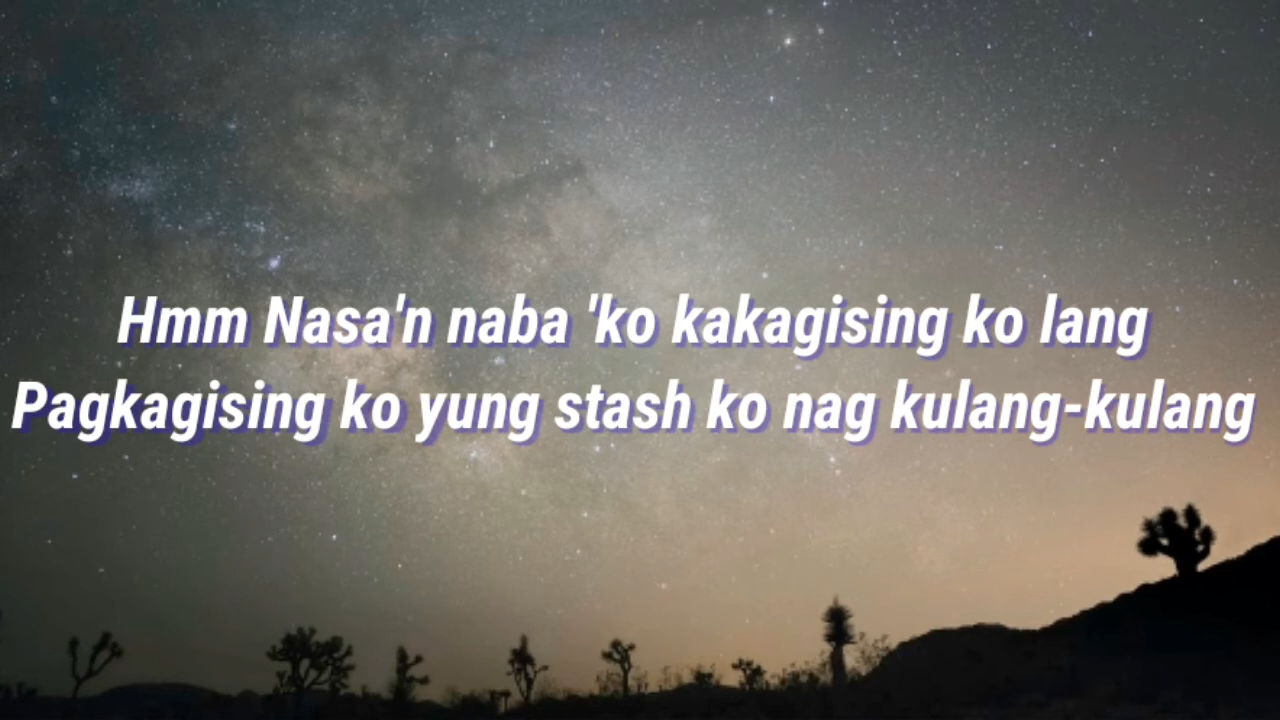 Hmm Nasa'n naba 'ko kakagising ko lang
Pagkagising ko yung stash ko nag kulang-kulang